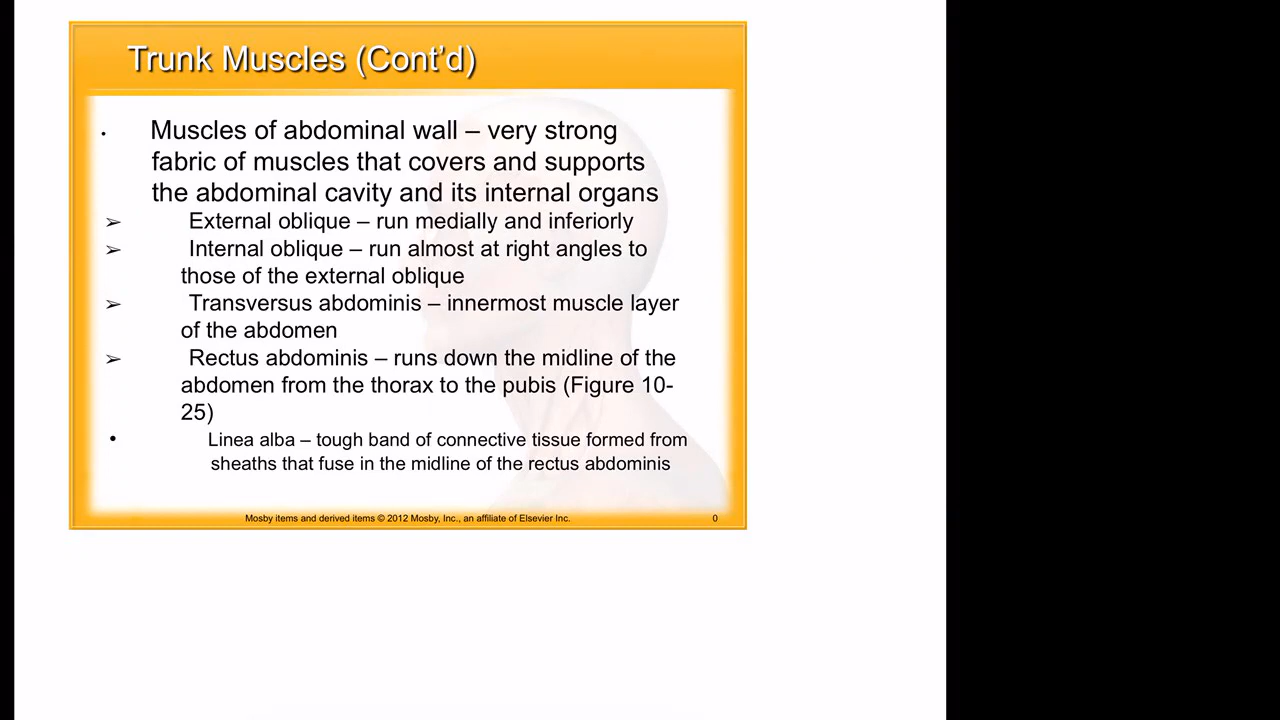 Trunk Muscles (Cont’d)
• Muscles of abdominal wall – very strong
fabric of muscles that covers and supports
the abdominal cavity and its internal organs
➢ External oblique – run medially and inferiorly
➢ Internal oblique – run almost at right angles to
those of the external oblique
➢ Transversus abdominis – innermost muscle layer
of the abdomen
➢ Rectus abdominis – runs down the midline of the
abdomen from the thorax to the pubis (Figure 10-
25)
• Linea alba – tough band of connective tissue formed from
sheaths that fuse in the midline of the rectus abdominis
Mosby items and derived items © 2012 Mosby, Inc., an affiliate of Elsevier Inc. 0